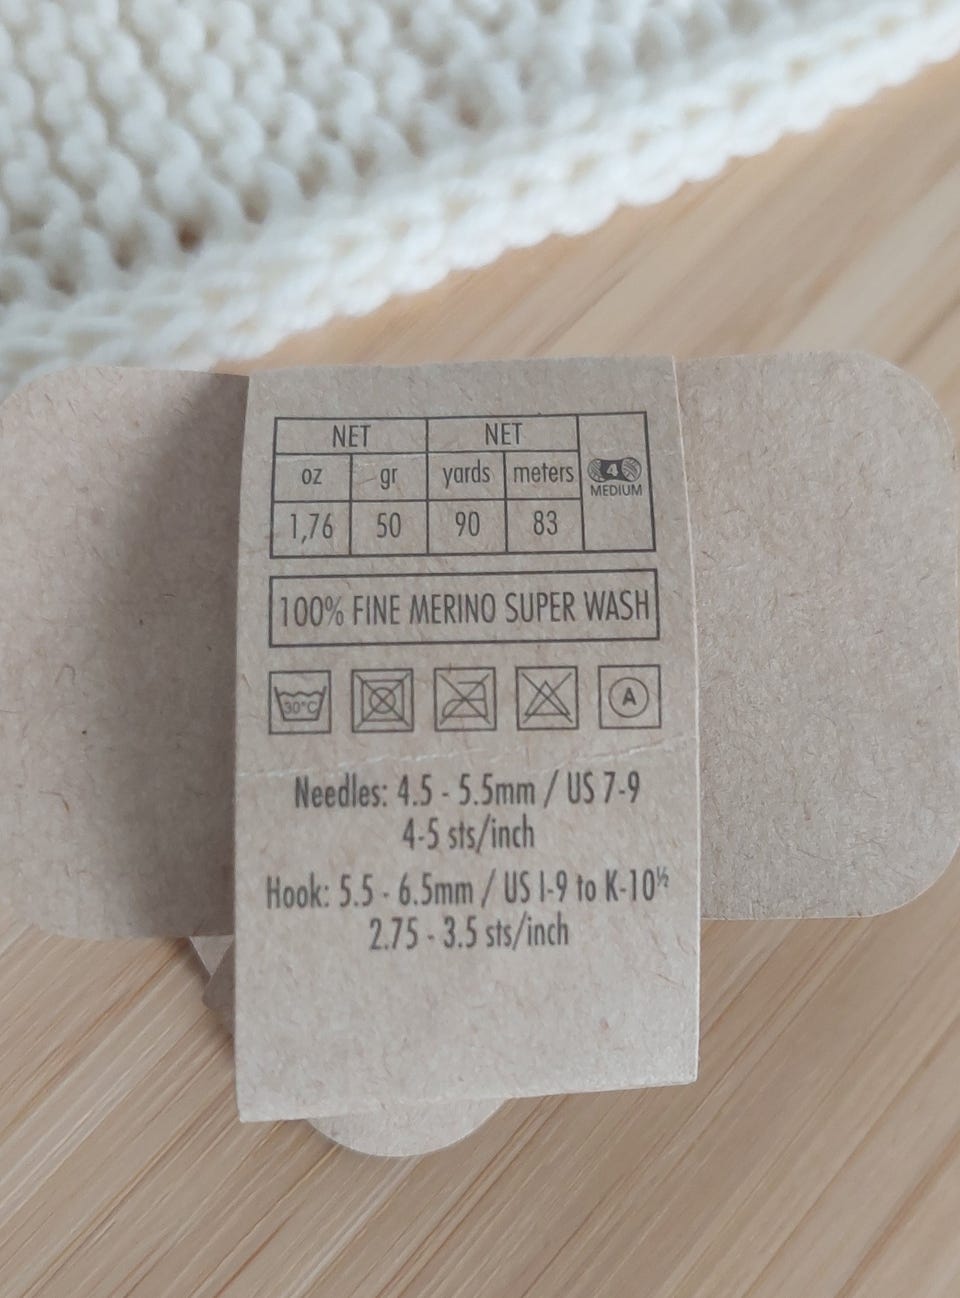 NET NET
oz gr yards meters 4
MEDIUM
1,76 50 90 83
100% FINE MERINO SUPER WASH
30°C A
Needles: 4.5 - 5.5mm / US 7-9
4-5 sts/inch
Hook: 5.5 - 6.5mm / US I-9 to K-10½
2.75 - 3.5 sts/inch